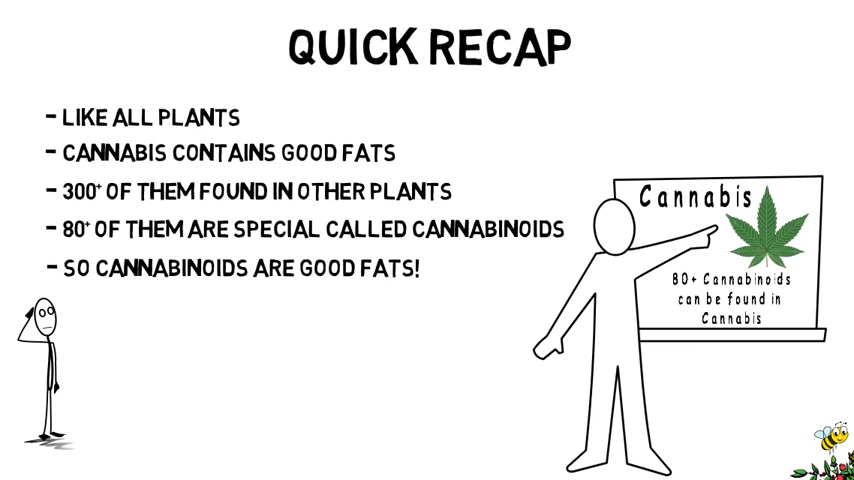 QUICK RECAP
- LIKE ALL PLANTS
- CANNABIS CONTAINS GOOD FATS
- 300+ OF THEM FOUND IN OTHER PLANTS
- 80+ OF THEM ARE SPECIAL CALLED CANNABINOIDS
- SO CANNABINOIDS ARE GOOD FATS!
Cannabis
80+ Cannabinoids
can be found in
Cannabis